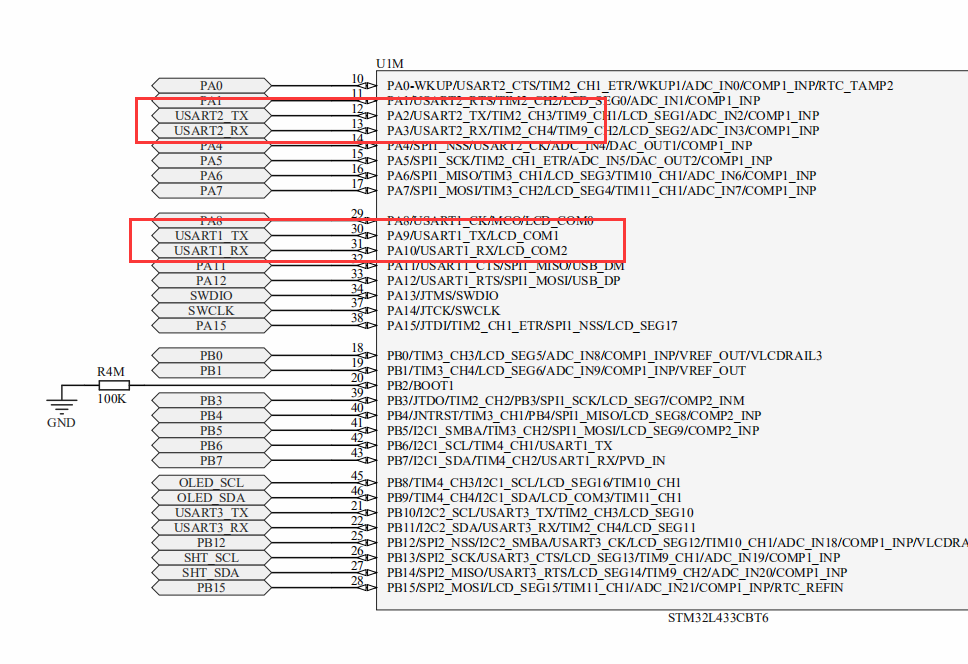 U1M
PA0 10 PA0-WKUP/USART2_CTS/TIM2_CH1_ETR/WKUP1/ADC_IN0/COMP1_INP/RTC_TAMP2
PA1 11 PA1/USART2_RTS/TIM2_CH2/LCD_SEG0/ADC_IN1/COMP1_INP
USART2_TX 12 PA2/USART2_TX/TIM2_CH3/TIM9_CH1/LCD_SEG1/ADC_IN2/COMP1_INP
USART2_RX 13 PA3/USART2_RX/TIM2_CH4/TIM9_CH2/LCD_SEG2/ADC_IN3/COMP1_INP
PA4 14 PA4/SPI1_NSS/USART2_CK/ADC_IN4/DAC_OUT1/COMP1_INP
PA5 15 PA5/SPI1_SCK/TIM2_CH1_ETR/ADC_IN5/DAC_OUT2/COMP1_INP
PA6 16 PA6/SPI1_MISO/TIM3_CH1/LCD_SEG3/TIM10_CH1/ADC_IN6/COMP1_INP
PA7 17 PA7/SPI1_MOSI/TIM3_CH2/LCD_SEG4/TIM11_CH1/ADC_IN7/COMP1_INP
PA8 29 PA8/USART1_CK/MCO/LCD_COM0
USART1_TX 30 PA9/USART1_TX/LCD_COM1
USART1_RX 31 PA10/USART1_RX/LCD_COM2
PA11 32 PA11/USART1_CTS/SPI1_MISO/USB_DM
PA12 33 PA12/USART1_RTS/SPI1_MOSI/USB_DP
SWDIO 34 PA13/JTMS/SWDIO
SWCLK 37 PA14/JTCK/SWCLK
PA15 38 PA15/JTDI/TIM2_CH1_ETR/SPI1_NSS/LCD_SEG17
PB0 18 PB0/TIM3_CH3/LCD_SEG5/ADC_IN8/COMP1_INP/VREF_OUT/VLCDRAIL3
PB1 19 PB1/TIM3_CH4/LCD_SEG6/ADC_IN9/COMP1_INP/VREF_OUT
R4M 20 PB2/BOOT1
100K
GND
PB3 39 PB3/JTDO/TIM2_CH2/PB3/SPI1_SCK/LCD_SEG7/COMP2_INM
PB4 40 PB4/JNTRST/TIM3_CH1/PB4/SPI1_MISO/LCD_SEG8/COMP2_INP
PB5 41 PB5/I2C1_SMBA/TIM3_CH2/SPI1_MOSI/LCD_SEG9/COMP2_INP
PB6 42 PB6/I2C1_SCL/TIM4_CH1/USART1_TX
PB7 43 PB7/I2C1_SDA/TIM4_CH2/USART1_RX/PVD_IN
OLED_SCL 45 PB8/TIM4_CH3/I2C1_SCL/LCD_SEG16/TIM10_CH1
OLED_SDA 46 PB9/TIM4_CH4/I2C1_SDA/LCD_COM3/TIM11_CH1
USART3_TX 21 PB10/I2C2_SCL/USART3_TX/TIM2_CH3/LCD_SEG10
USART3_RX 22 PB11/I2C2_SDA/USART3_RX/TIM2_CH4/LCD_SEG11
PB12 25 PB12/SPI2_NSS/I2C2_SMBA/USART3_CK/LCD_SEG12/TIM10_CH1/ADC_IN18/COMP1_INP/VLCDRA
SHT_SCL 26 PB13/SPI2_SCK/USART3_CTS/LCD_SEG13/TIM9_CH1/ADC_IN19/COMP1_INP
SHT_SDA 27 PB14/SPI2_MISO/USART3_RTS/LCD_SEG14/TIM9_CH2/ADC_IN20/COMP1_INP
PB15 28 PB15/SPI2_MOSI/LCD_SEG15/TIM11_CH1/ADC_IN21/COMP1_INP/RTC_REFIN
STM32L433CBT6